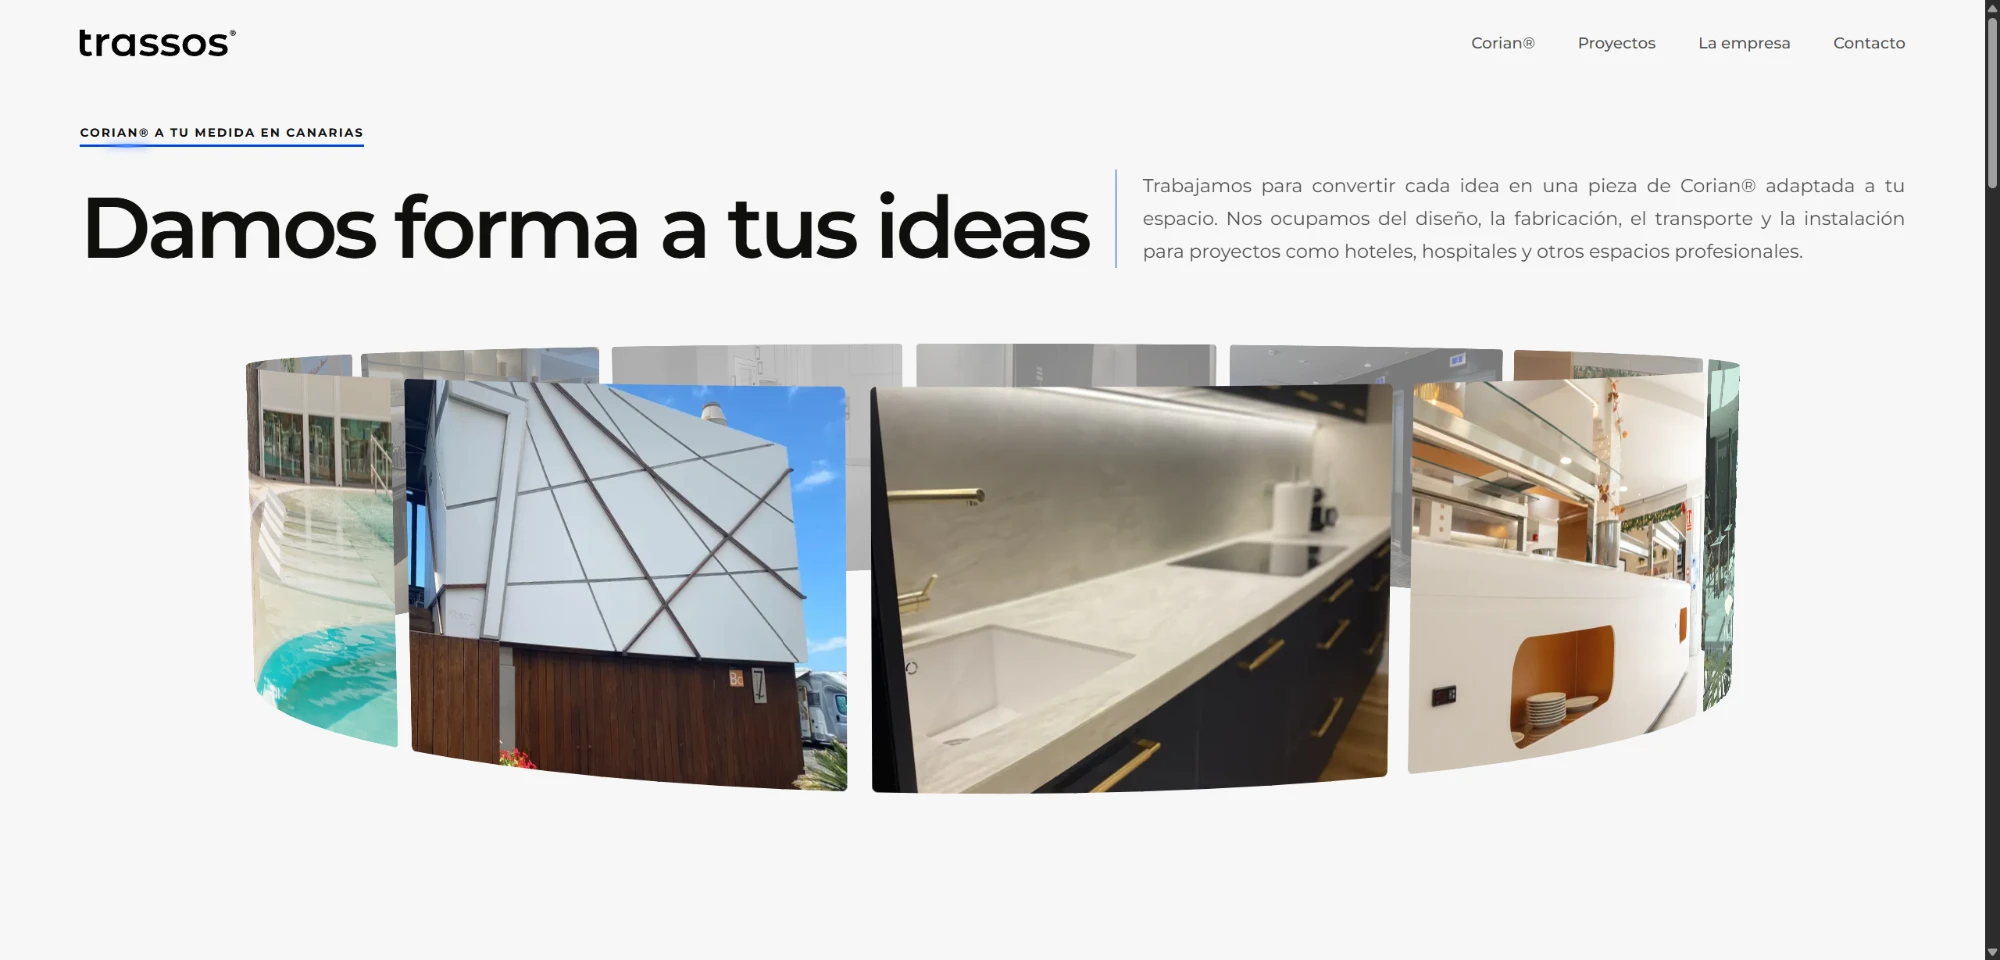 trassos®
Corian® Proyectos La empresa Contacto
CORIAN® A TU MEDIDA EN CANARIAS
Damos forma a tus ideas
Trabajamos para convertir cada idea en una pieza de Corian® adaptada a tu
espacio. Nos ocupamos del diseño, la fabricación, el transporte y la instalación
para proyectos como hoteles, hospitales y otros espacios profesionales.
Bc
7